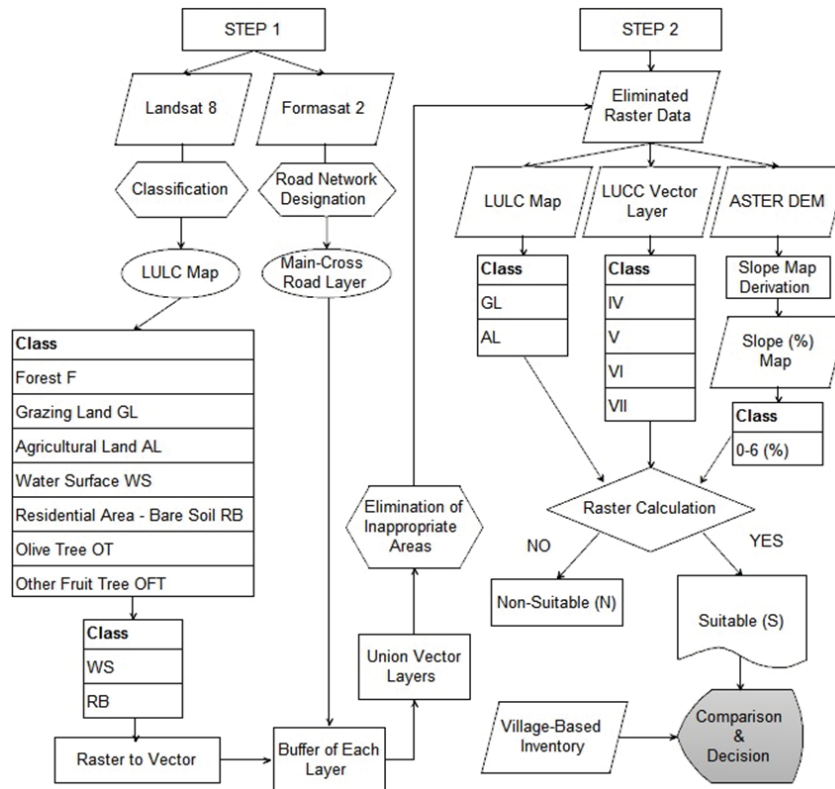 STEP 1
Landsat 8
Formasat 2
Classification
Road Network
Designation
LULC Map
Main-Cross
Road Layer
Class
Forest F
Grazing Land GL
Agricultural Land AL
Water Surface WS
Residential Area - Bare Soil RB
Olive Tree OT
Other Fruit Tree OFT
Class
WS
RB
Raster to Vector
Buffer of Each
Layer
Union Vector
Layers
Elimination of
Inappropriate
Areas
STEP 2
Eliminated
Raster Data
LULC Map
LUCC Vector
Layer
ASTER DEM
Class
GL
AL
Class
IV
V
VI
VII
Slope Map
Derivation
Slope (%)
Map
Class
0-6 (%)
Raster Calculation
NO
YES
Non-Suitable (N)
Suitable (S)
Village-Based
Inventory
Comparison
&
Decision